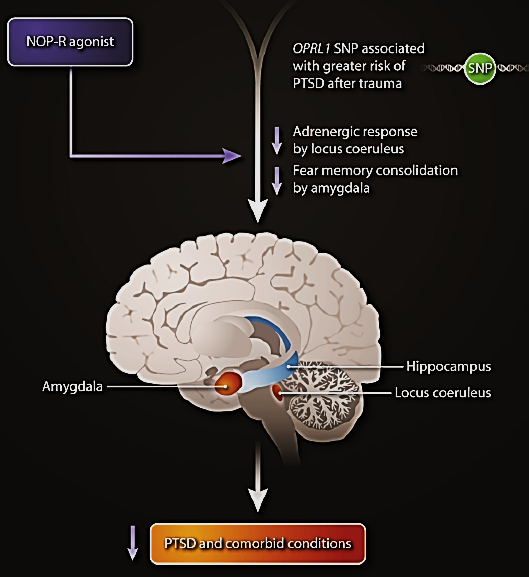 NOP-R agonist
OPRL1 SNP associated
with greater risk of
PTSD after trauma
SNP
Adrenergic response
by locus coeruleus
Fear memory consolidation
by amygdala
Hippocampus
Amygdala
Locus coeruleus
PTSD and comorbid conditions